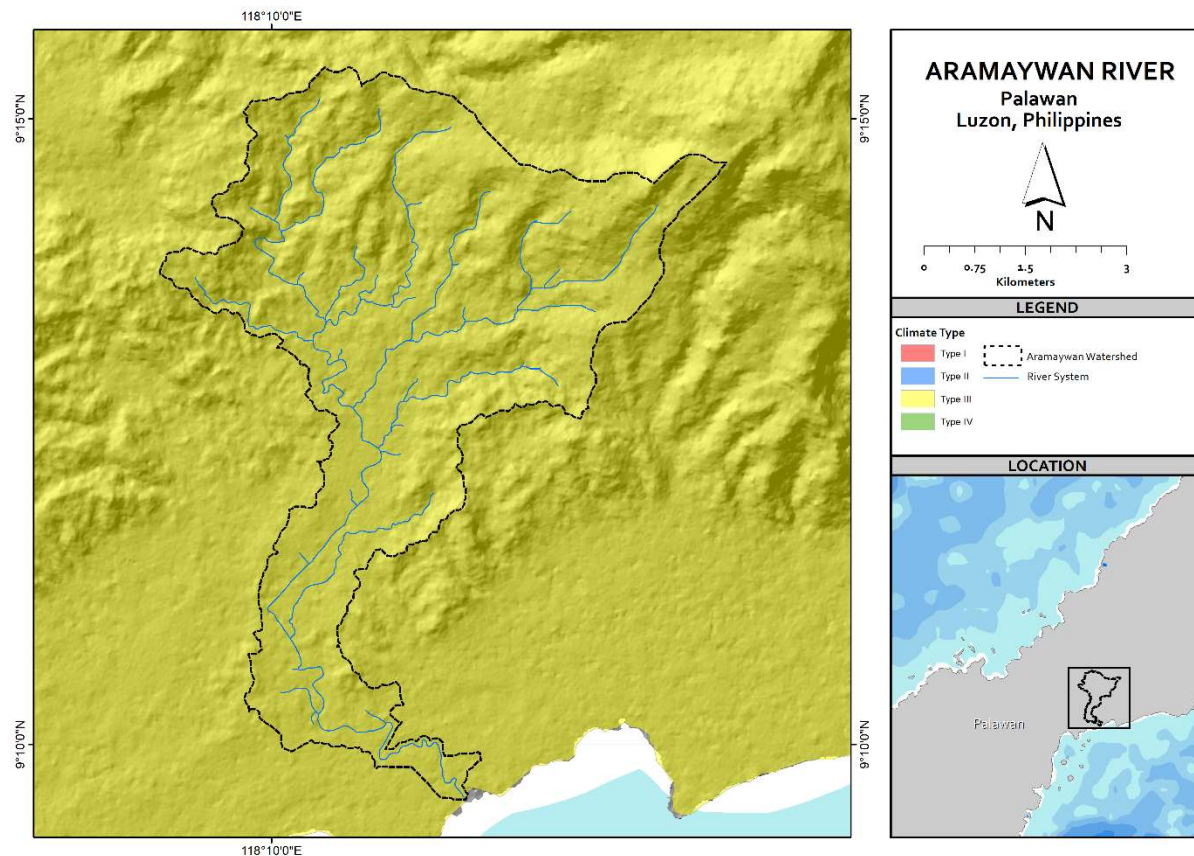 118°10'0"E
9°15'0"N
9°15'0"N
9°10'0"N
9°10'0"N
118°10'0"E
ARAMAYWAN RIVER
Palawan
Luzon, Philippines
N
0 0.75 1.5 3
Kilometers
LEGEND
Climate Type
Type I
Type II
Type III
Type IV
Aramaywan Watershed
River System
LOCATION
Palawan